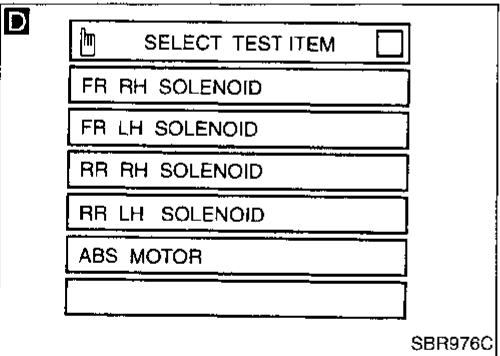 D
SELECT TEST ITEM
FR RH SOLENOID
FR LH SOLENOID
RR RH SOLENOID
RR LH SOLENOID
ABS MOTOR
SBR976C